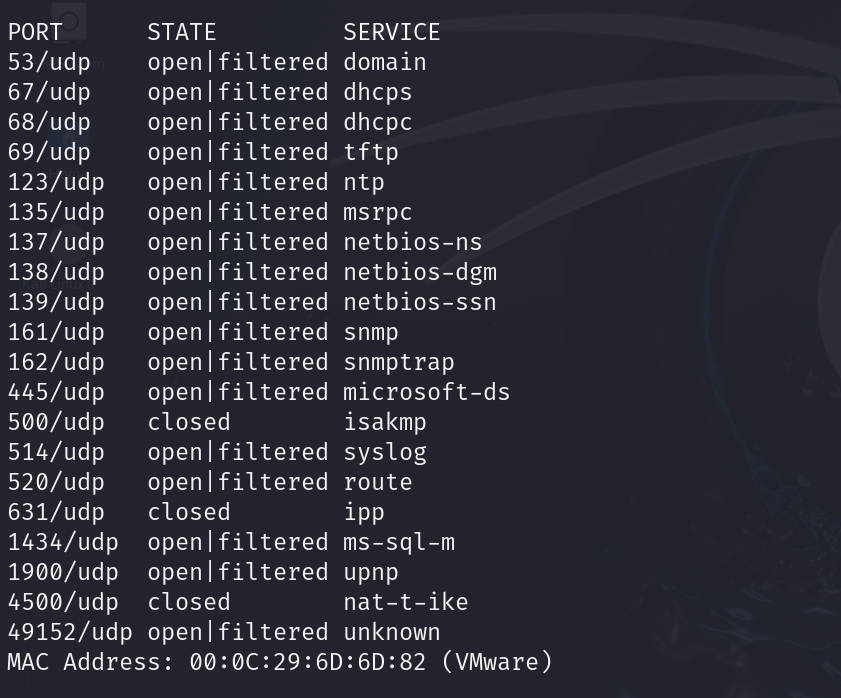 PORT STATE SERVICE
53/udp open|filtered domain
67/udp open|filtered dhcps
68/udp open|filtered dhcpc
69/udp open|filtered tftp
123/udp open|filtered ntp
135/udp open|filtered msrpc
137/udp open|filtered netbios-ns
138/udp open|filtered netbios-dgm
139/udp open|filtered netbios-ssn
161/udp open|filtered snmp
162/udp open|filtered snmptrap
445/udp open|filtered microsoft-ds
500/udp closed isakmp
514/udp open|filtered syslog
520/udp open|filtered route
631/udp closed ipp
1434/udp open|filtered ms-sql-m
1900/udp open|filtered upnp
4500/udp closed nat-t-ike
49152/udp open|filtered unknown
MAC Address: 00:0C:29:6D:6D:82 (VMware)